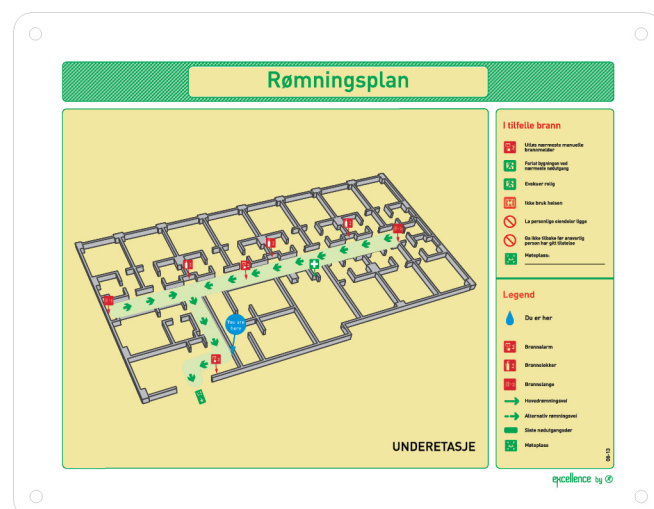 Rømningsplan
You are
here
UNDERETASJE
I tilfelle brann
Utløs nærmeste manuelle
brannmelder
Forlat bygningen ved
nærmeste nødutgang
Evakuer rolig
Ikke bruk heisen
La personlige eiendeler ligge
Gå ikke tilbake før ansvarlig
person har gitt tillatelse
Møteplass:
Legend
Du er her
Brannalarm
Brannslokker
Brannslange
Hovedrømningsvei
Alternativ rømningsvei
Siste nødutgangsdør
Møteplass
excellence by